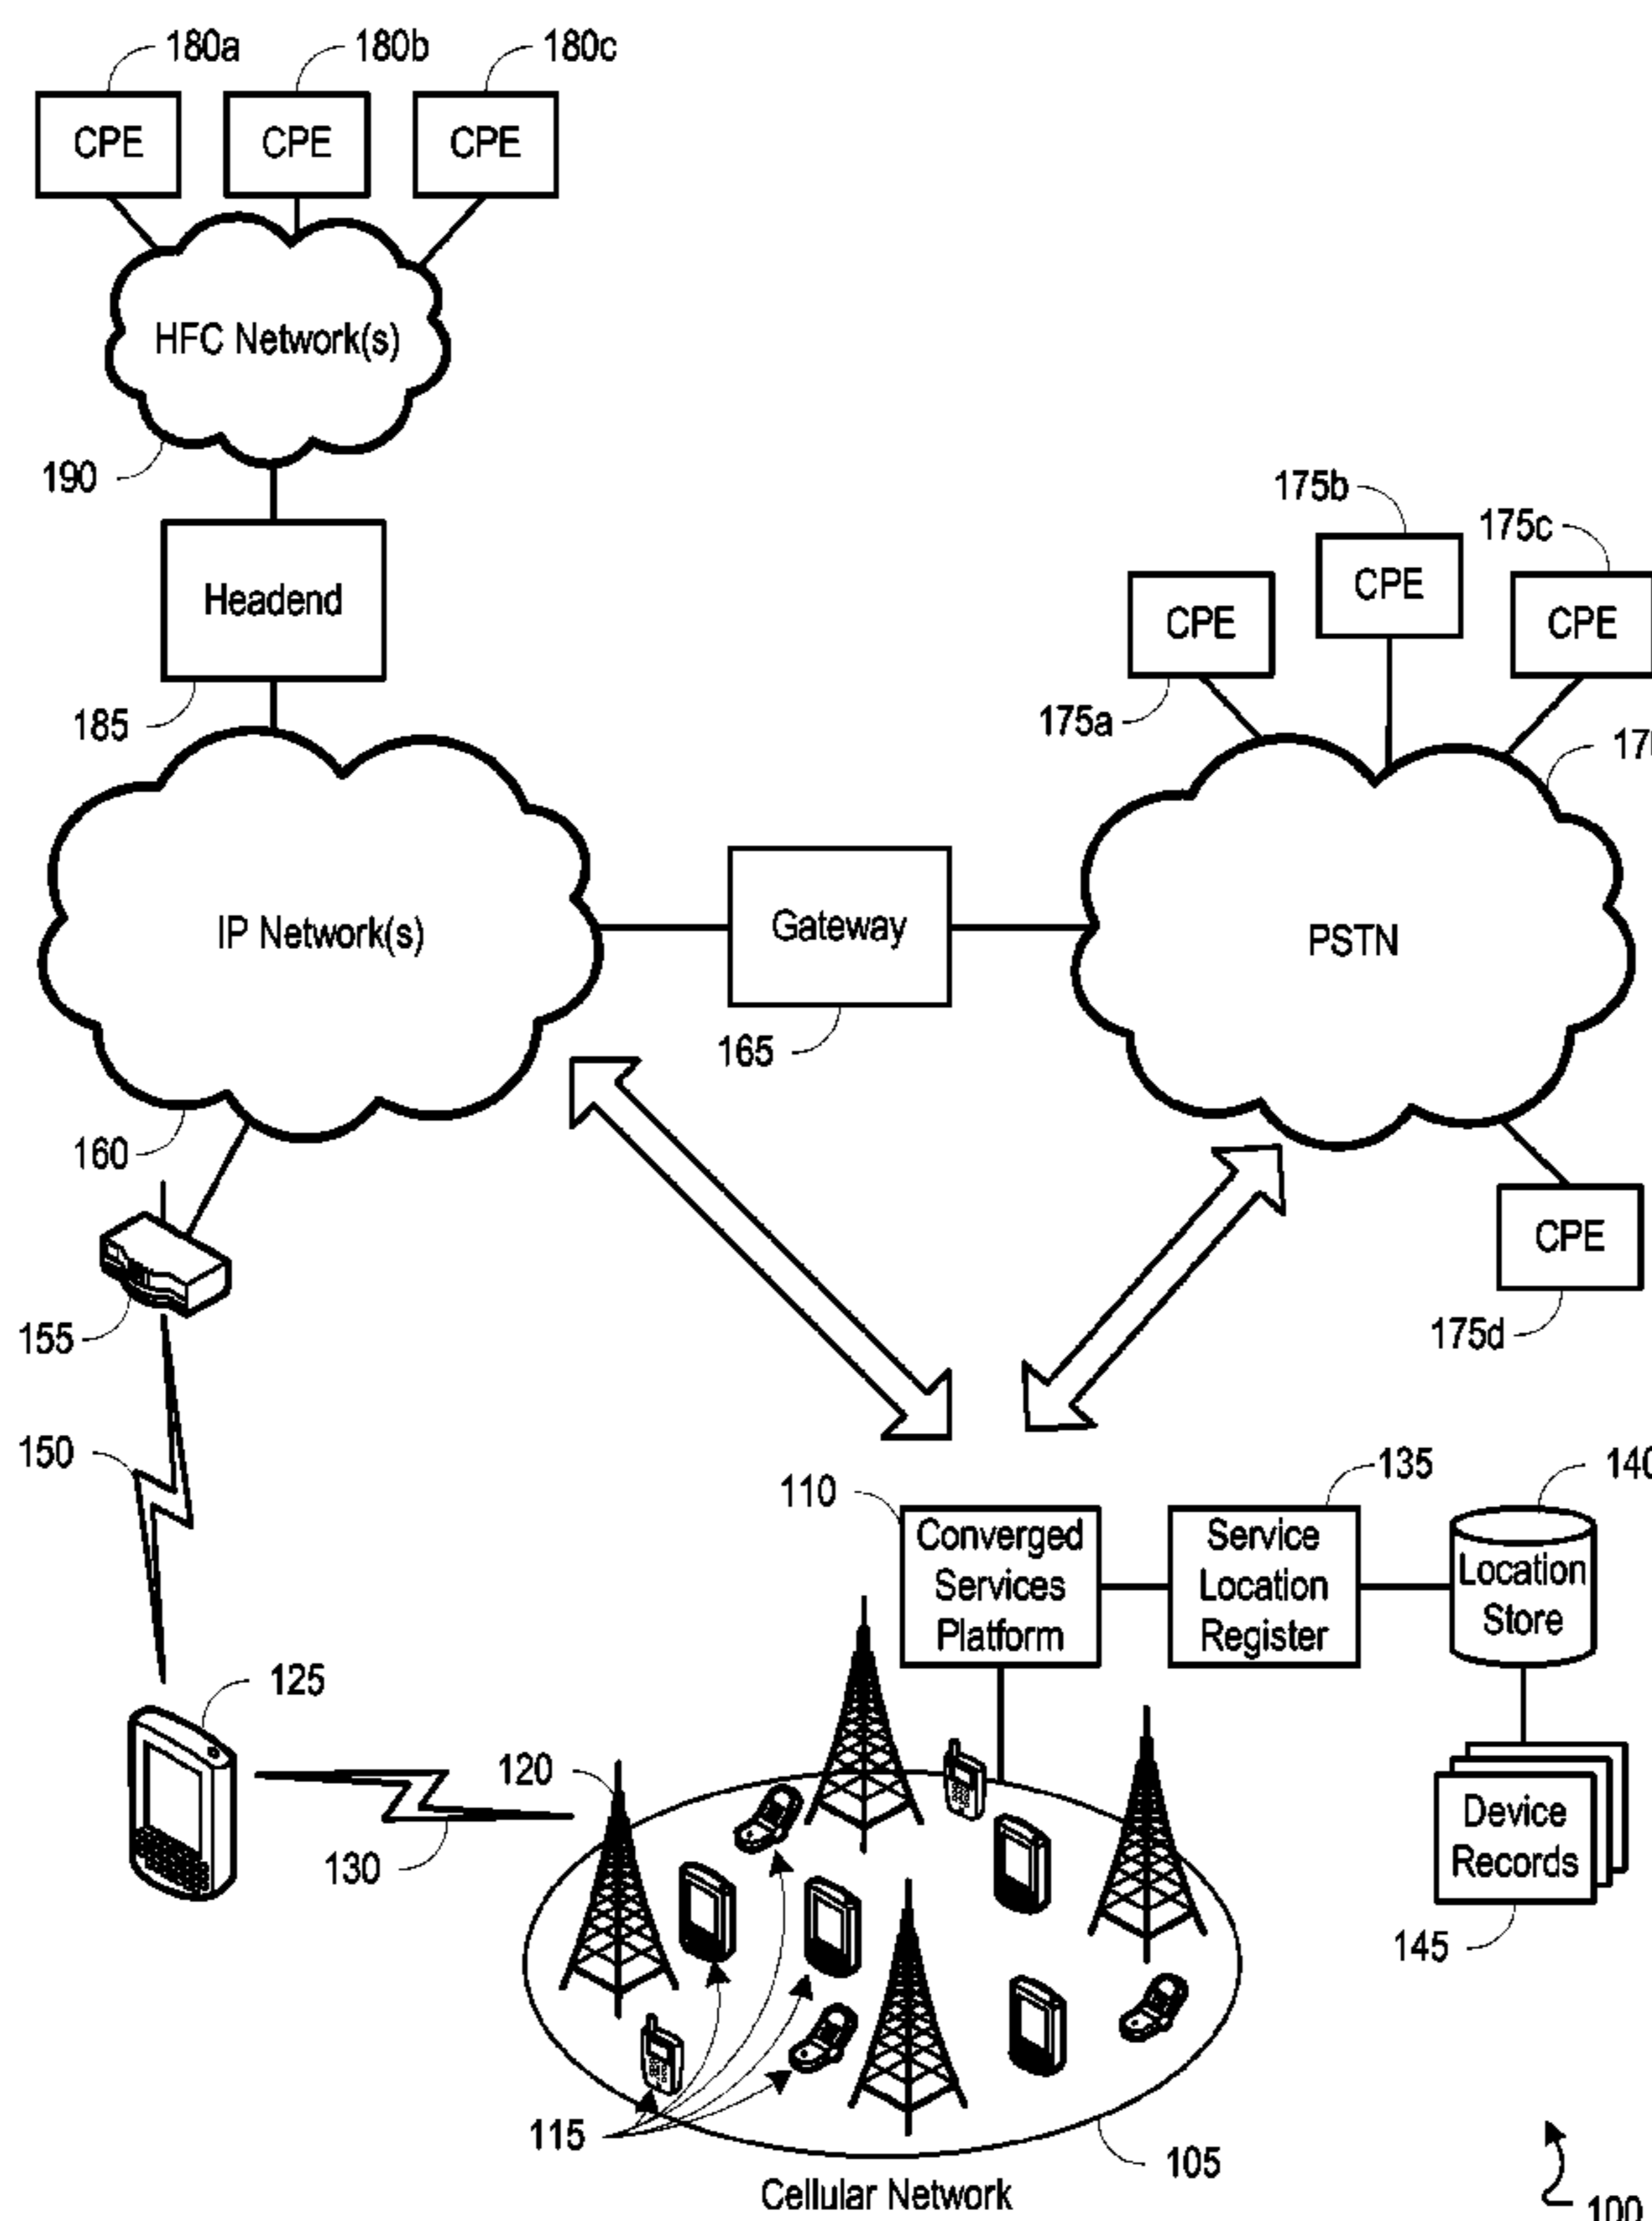 180a
180b
180c
CPE
CPE
CPE
HFC Network(s)
190
Headend
185
175b
175c
CPE
CPE
CPE
175a
IP Network(s)
Gateway
PSTN
165
160
CPE
155
175d
150
110
135
140
Converged
Services
Platform
Service
Location
Register
Location
Store
125
120
130
Device
Records
145
115
105
Cellular Network
100